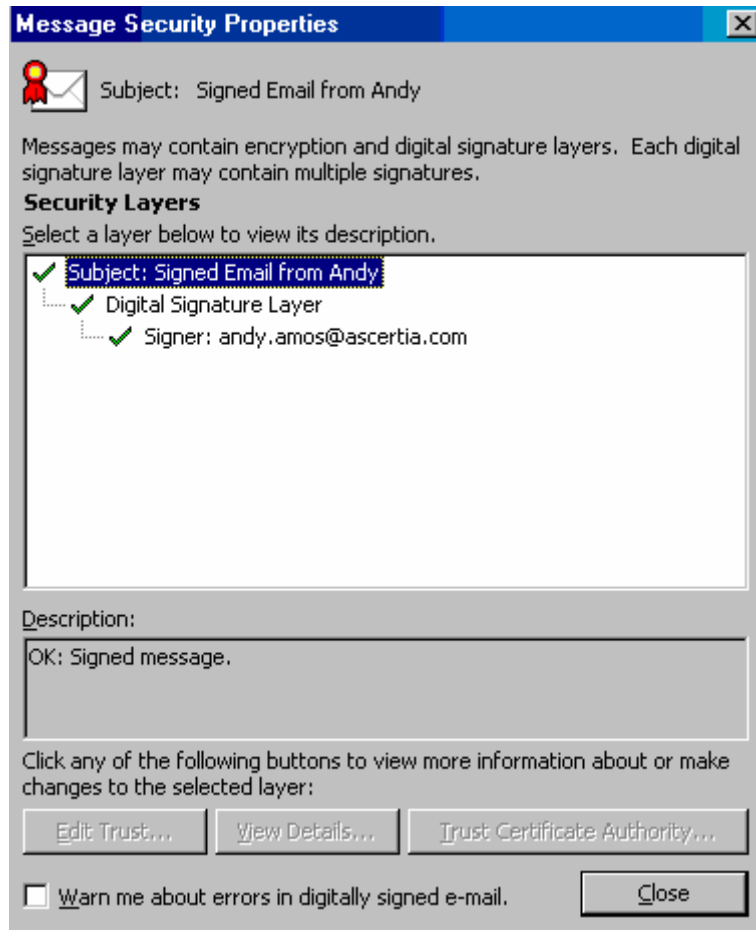 Message Security Properties
Subject: Signed Email from Andy
Messages may contain encryption and digital signature layers. Each digital
signature layer may contain multiple signatures.
Security Layers
Select a layer below to view its description.
Subject: Signed Email from Andy
Digital Signature Layer
Signer: andy.amos@ascertia.com
Description:
OK: Signed message.
Click any of the following buttons to view more information about or make
changes to the selected layer:
Edit Trust...
View Details...
Trust Certificate Authority...
Warn me about errors in digitally signed e-mail.
Close